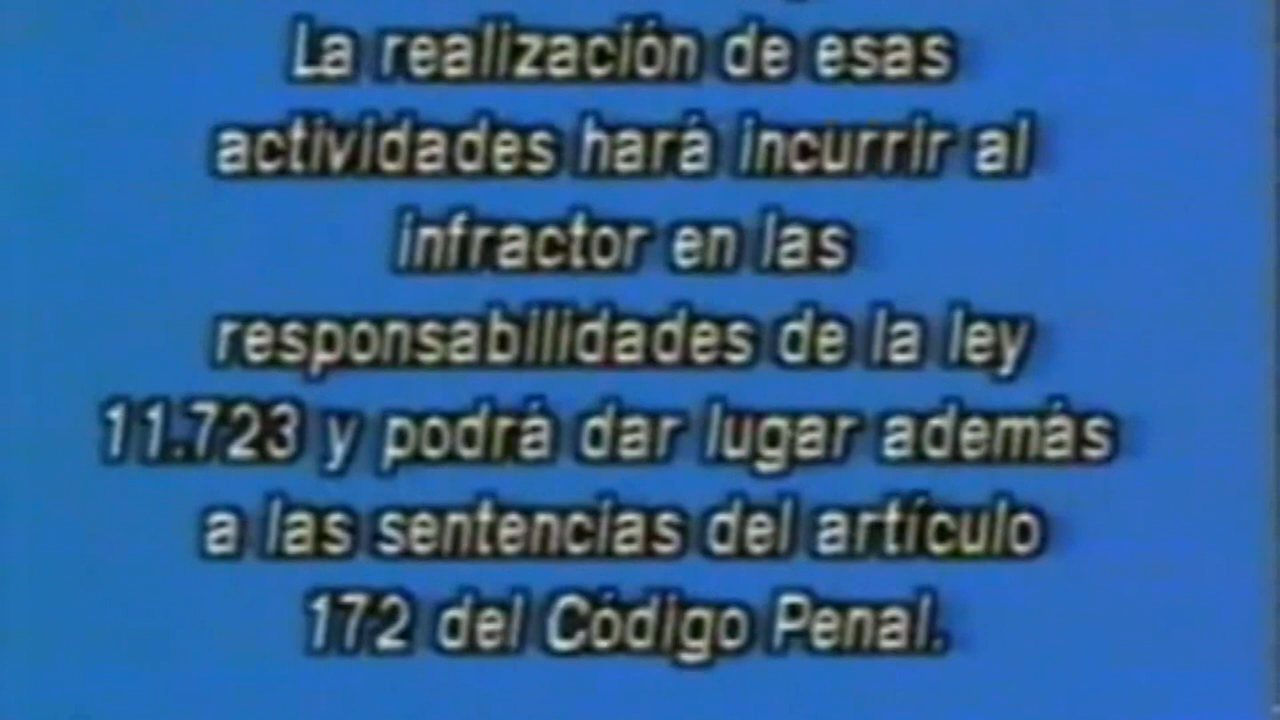 La realización de esas
actividades hará incurrir al
infractor en las
responsabilidades de la ley
11.723 y podrá dar lugar además
a las sentencias del artículo
172 del Código Penal.